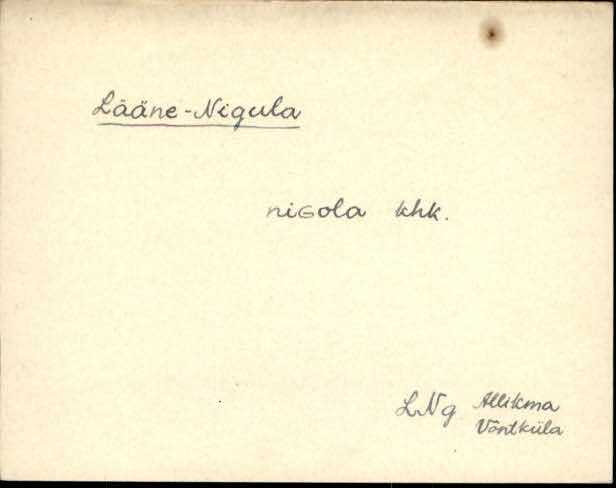 Lääne-Nigula
niGola khk.
LNg Allikma
Võntküla